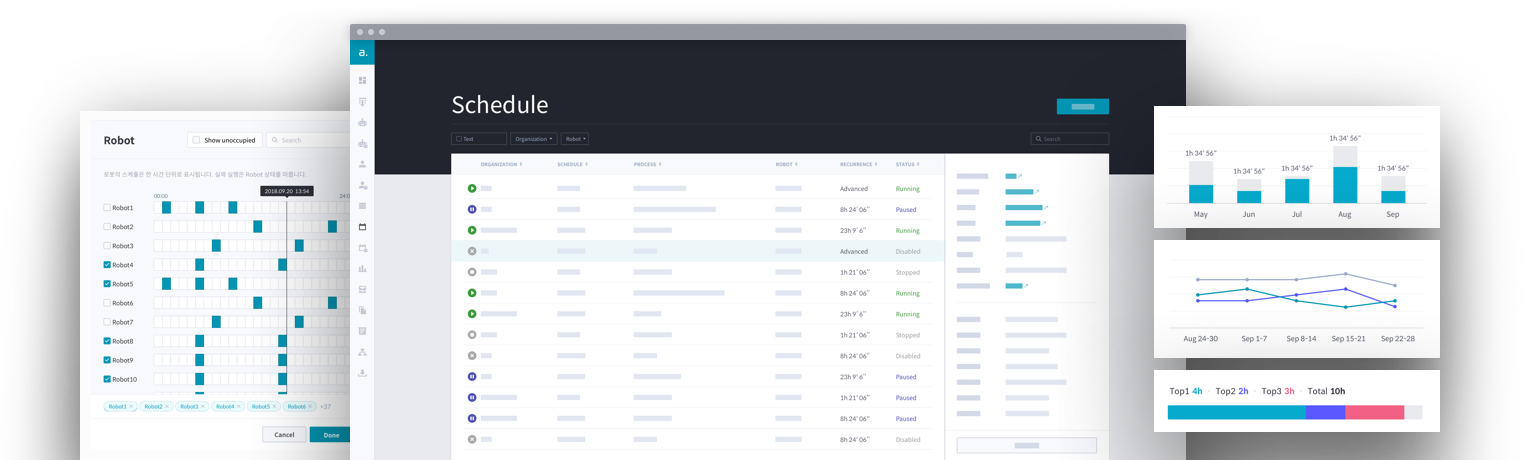 a.
Schedule
Text
Organization
Robot
Search
ORGANIZATION
SCHEDULE
PROCESS
ROBOT
RECURRENCE
STATUS
Advanced
Running
8h 24' 06"
Paused
23h 9' 6"
Running
Advanced
Disabled
1h 21' 06"
Stopped
8h 24' 06"
Running
23h 9' 6"
Running
1h 21' 06"
Stopped
8h 24' 06"
Disabled
23h 9' 6"
Paused
1h 21' 06"
Paused
8h 24' 06"
Paused
8h 24' 06"
Disabled
Robot
Show unoccupied
Search
로봇의 스케줄은 한 시간 단위로 표시됩니다. 실제 실행은 Robot 상태를 따릅니다.
2018.09.20 13:54
00:00
Robot1
Robot2
Robot3
Robot4
Robot5
Robot6
Robot7
Robot8
Robot9
Robot10
Robot1 × Robot2 × Robot3 × Robot4 × Robot5 × Robot6 × +37
Cancel
Done
1h 34' 56"
1h 34' 56"
1h 34' 56"
1h 34' 56"
1h 34' 56"
May Jun Jul Aug Sep
Aug 24-30 Sep 1-7 Sep 8-14 Sep 15-21 Sep 22-28
Top1 4h · Top2 2h · Top3 3h · Total 10h